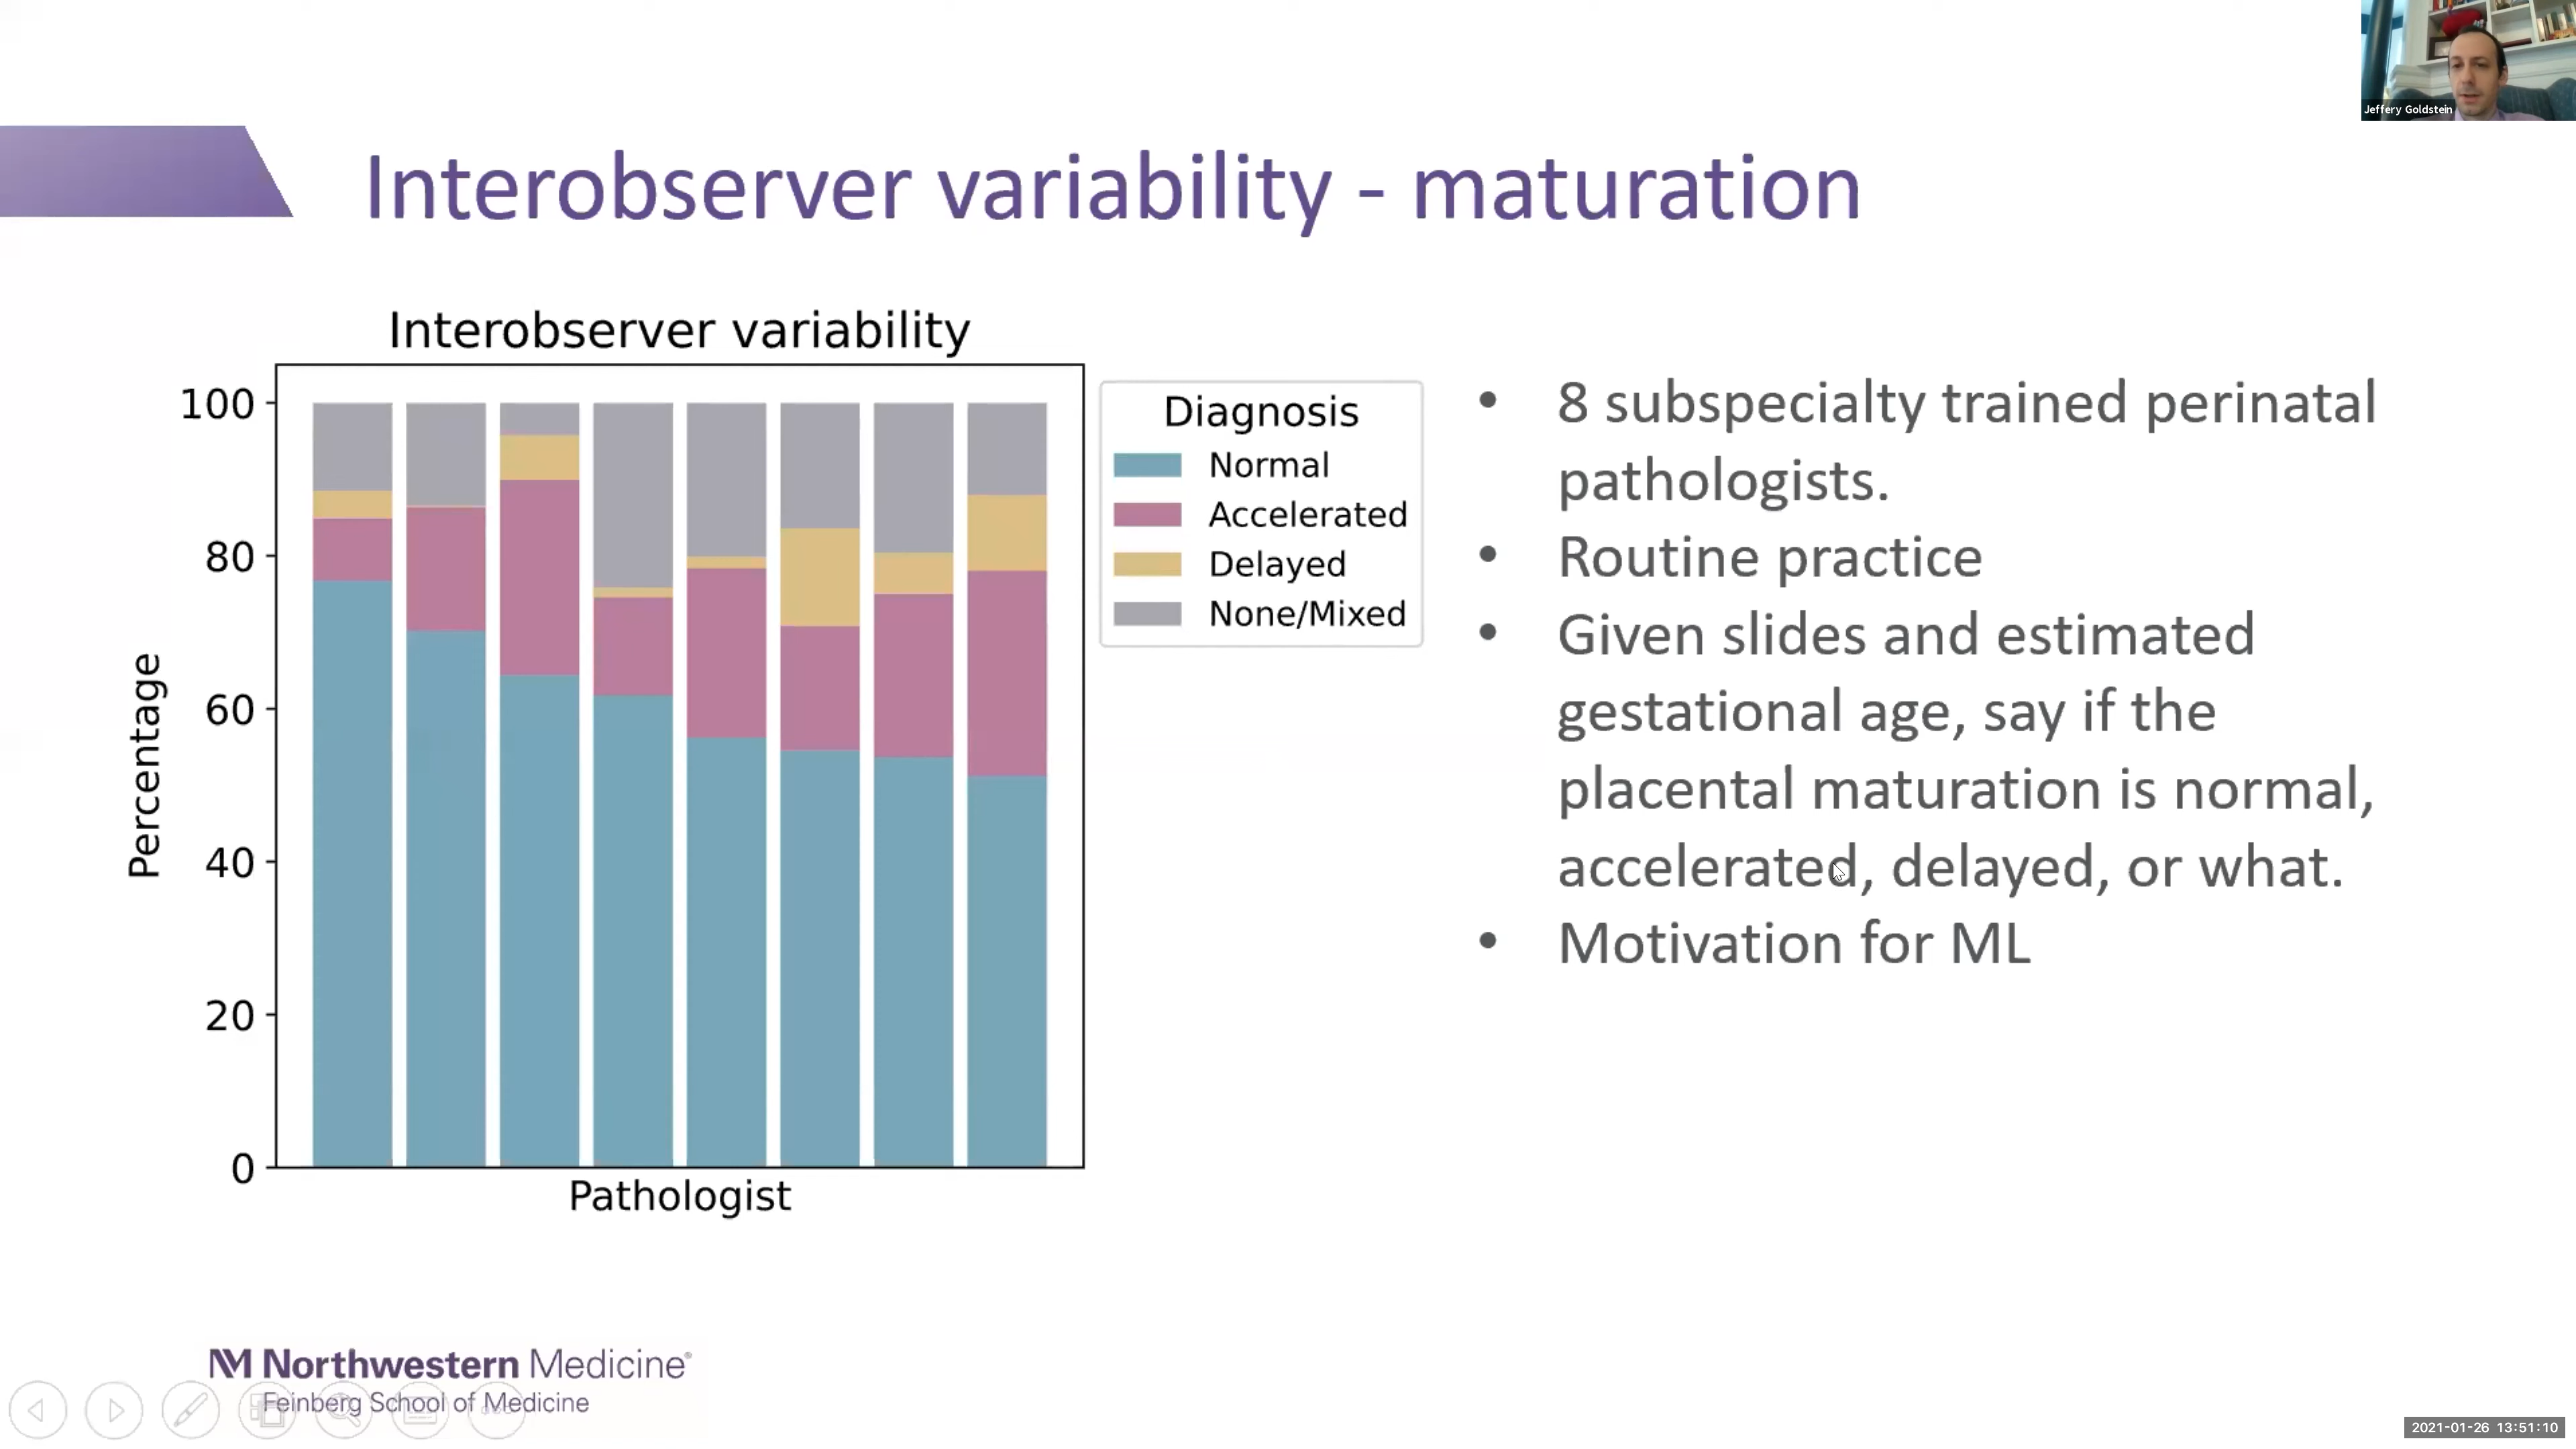 Jeffery Goldstein
Interobserver variability - maturation
Interobserver variability
100
80
60
40
20
0
Percentage
Pathologist
Diagnosis
Normal
Accelerated
Delayed
None/Mixed
• 8 subspecialty trained perinatal
pathologists.
• Routine practice
• Given slides and estimated
gestational age, say if the
placental maturation is normal,
accelerated, delayed, or what.
• Motivation for ML
NM Northwestern Medicine®
Feinberg School of Medicine
2021-01-26 13:51:10